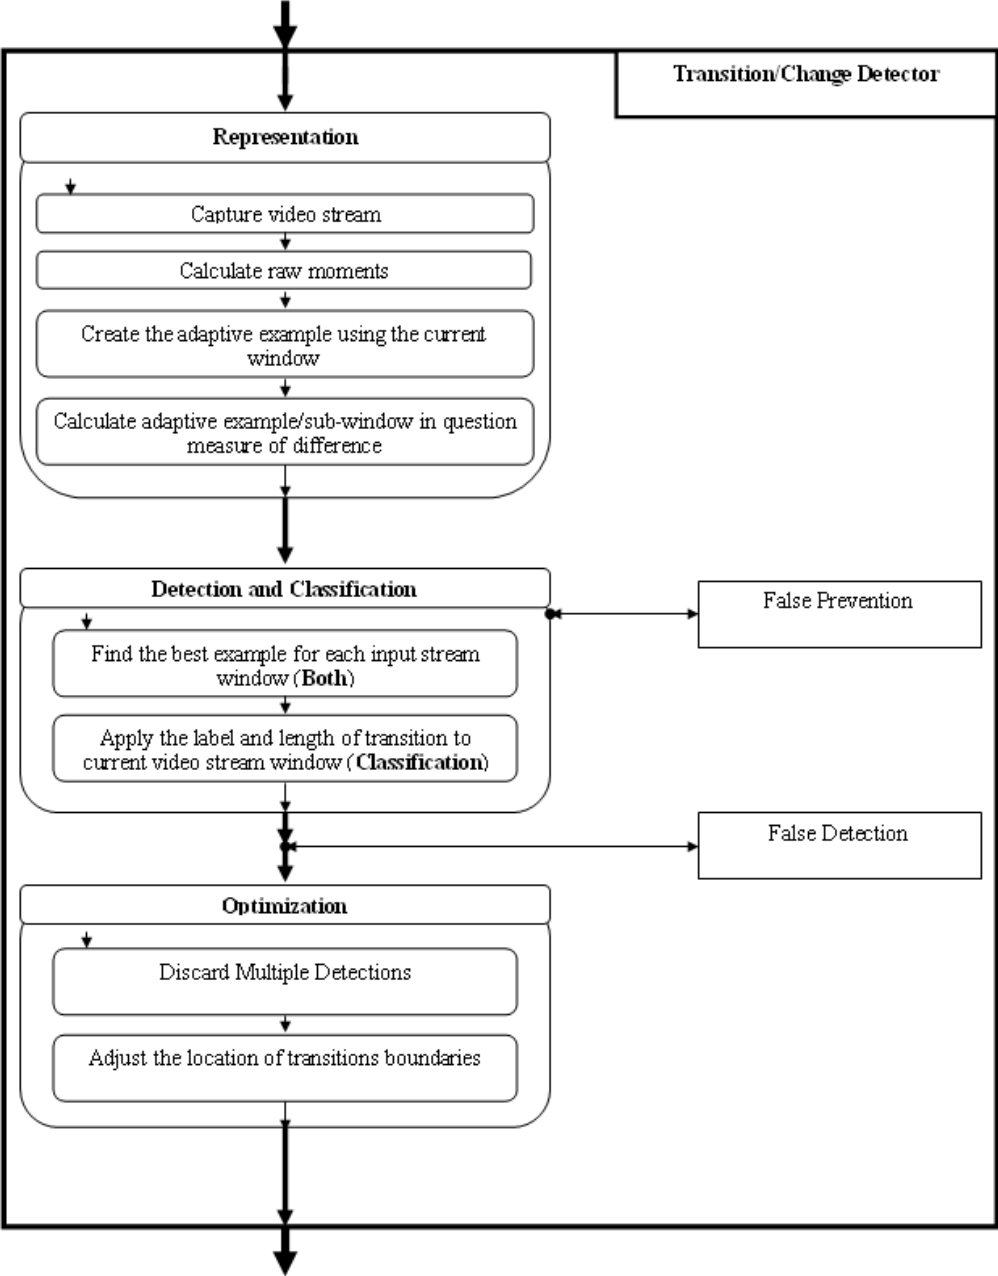 Transition/Change Detector
Representation
Capture video stream
Calculate raw moments
Create the adaptive example using the current
window
Calculate adaptive example/sub-window in question
measure of difference
Detection and Classification
False Prevention
Find the best example for each input stream
window (Both)
Apply the label and length of transition to
current video stream window (Classification)
False Detection
Optimization
Discard Multiple Detections
Adjust the location of transitions boundaries